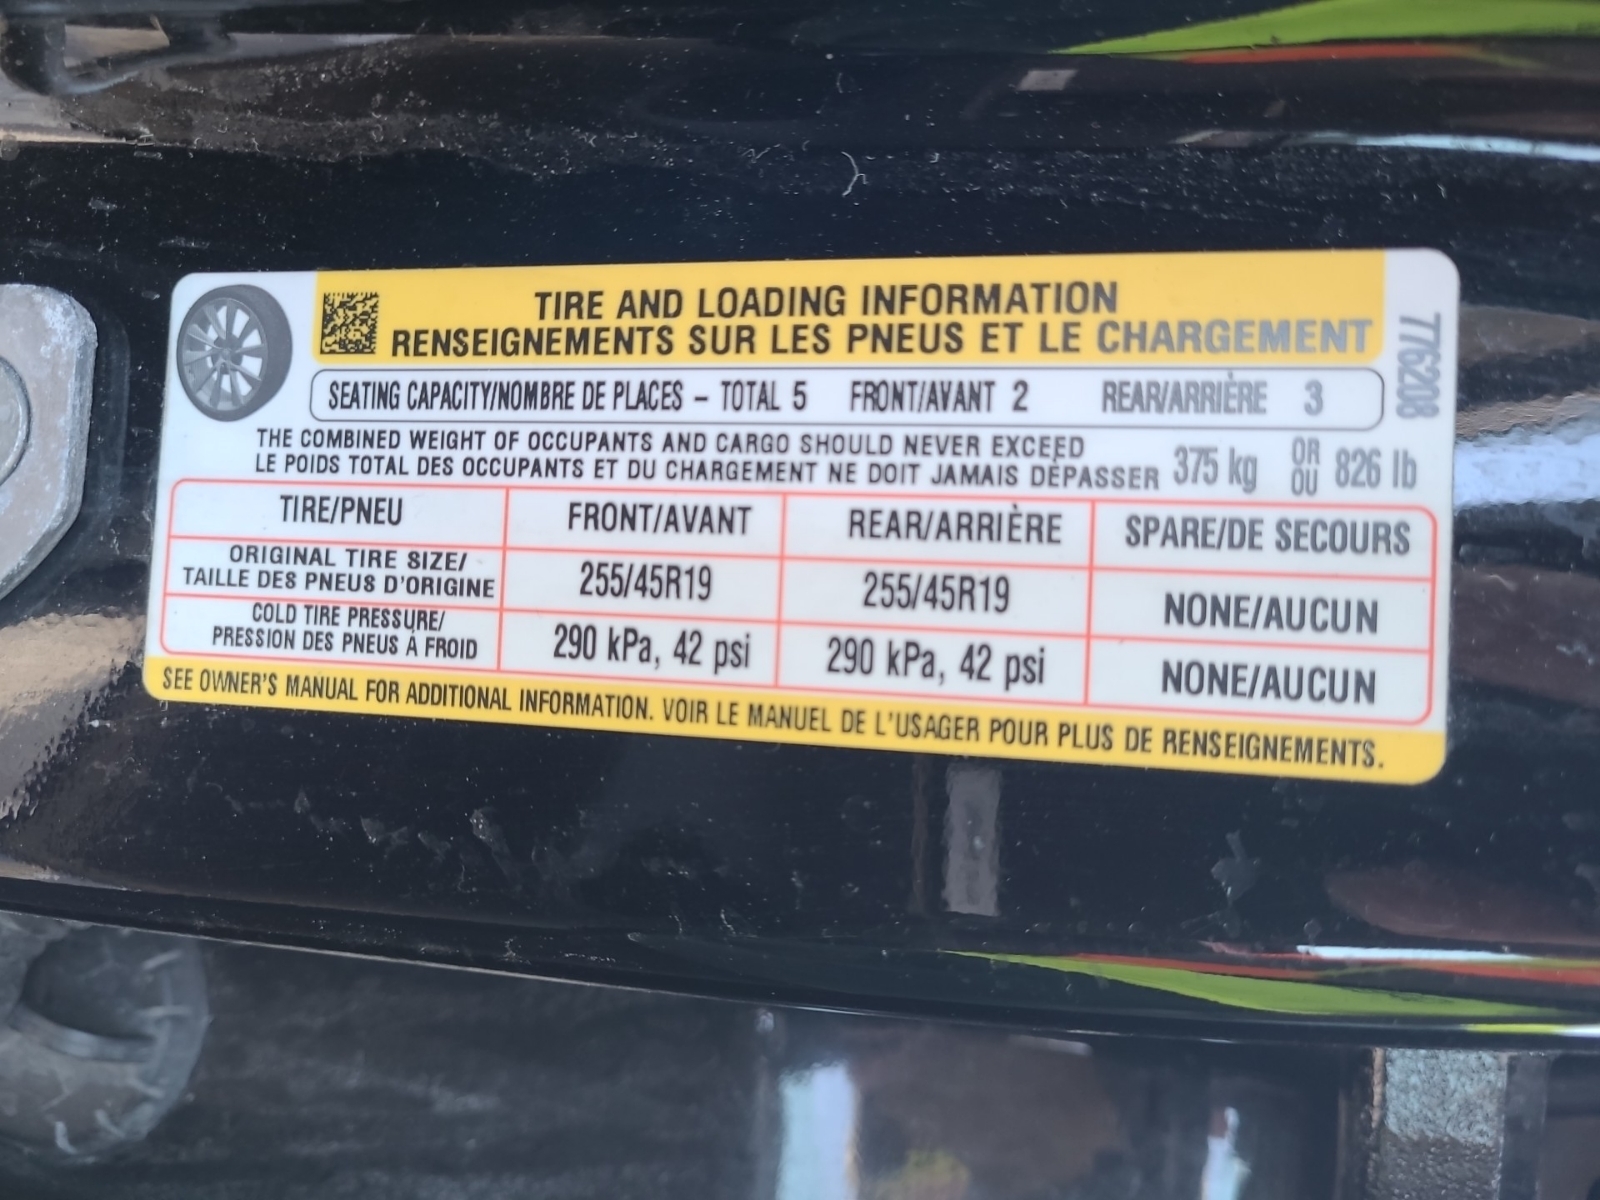 TIRE AND LOADING INFORMATION
RENSEIGNEMENTS SUR LES PNEUS ET LE CHARGEMENT
776208
SEATING CAPACITY/NOMBRE DE PLACES – TOTAL 5 FRONT/AVANT 2 REAR/ARRIÈRE 3
THE COMBINED WEIGHT OF OCCUPANTS AND CARGO SHOULD NEVER EXCEED
LE POIDS TOTAL DES OCCUPANTS ET DU CHARGEMENT NE DOIT JAMAIS DÉPASSER
375 kg OR OU 826 lb
TIRE/PNEU FRONT/AVANT REAR/ARRIÈRE SPARE/DE SECOURS
ORIGINAL TIRE SIZE/
TAILLE DES PNEUS D'ORIGINE
255/45R19 255/45R19 NONE/AUCUN
COLD TIRE PRESSURE/
PRESSION DES PNEUS À FROID
290 kPa, 42 psi 290 kPa, 42 psi NONE/AUCUN
SEE OWNER'S MANUAL FOR ADDITIONAL INFORMATION. VOIR LE MANUEL DE L'USAGER POUR PLUS DE RENSEIGNEMENTS.